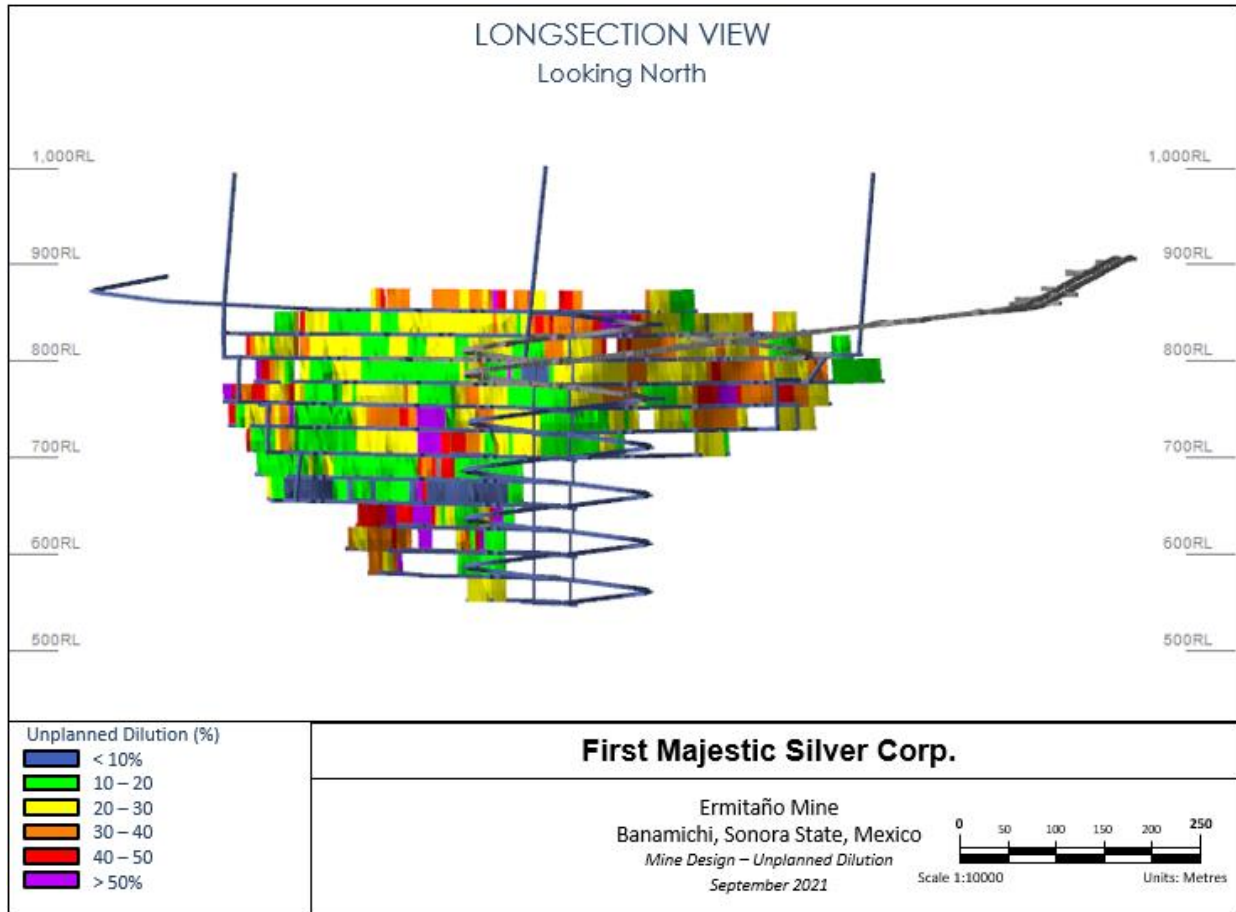 LONGSECTION VIEW
Looking North
1,000RL
1,000RL
900RL
900RL
800RL
800RL
700RL
700RL
600RL
600RL
500RL
500RL
Unplanned Dilution (%)
< 10%
10 – 20
20 – 30
30 – 40
40 – 50
> 50%
First Majestic Silver Corp.
Ermitaño Mine
Banamichi, Sonora State, Mexico
Mine Design – Unplanned Dilution
September 2021
0 50 100 150 200 250
Scale 1:10000 Units: Metres